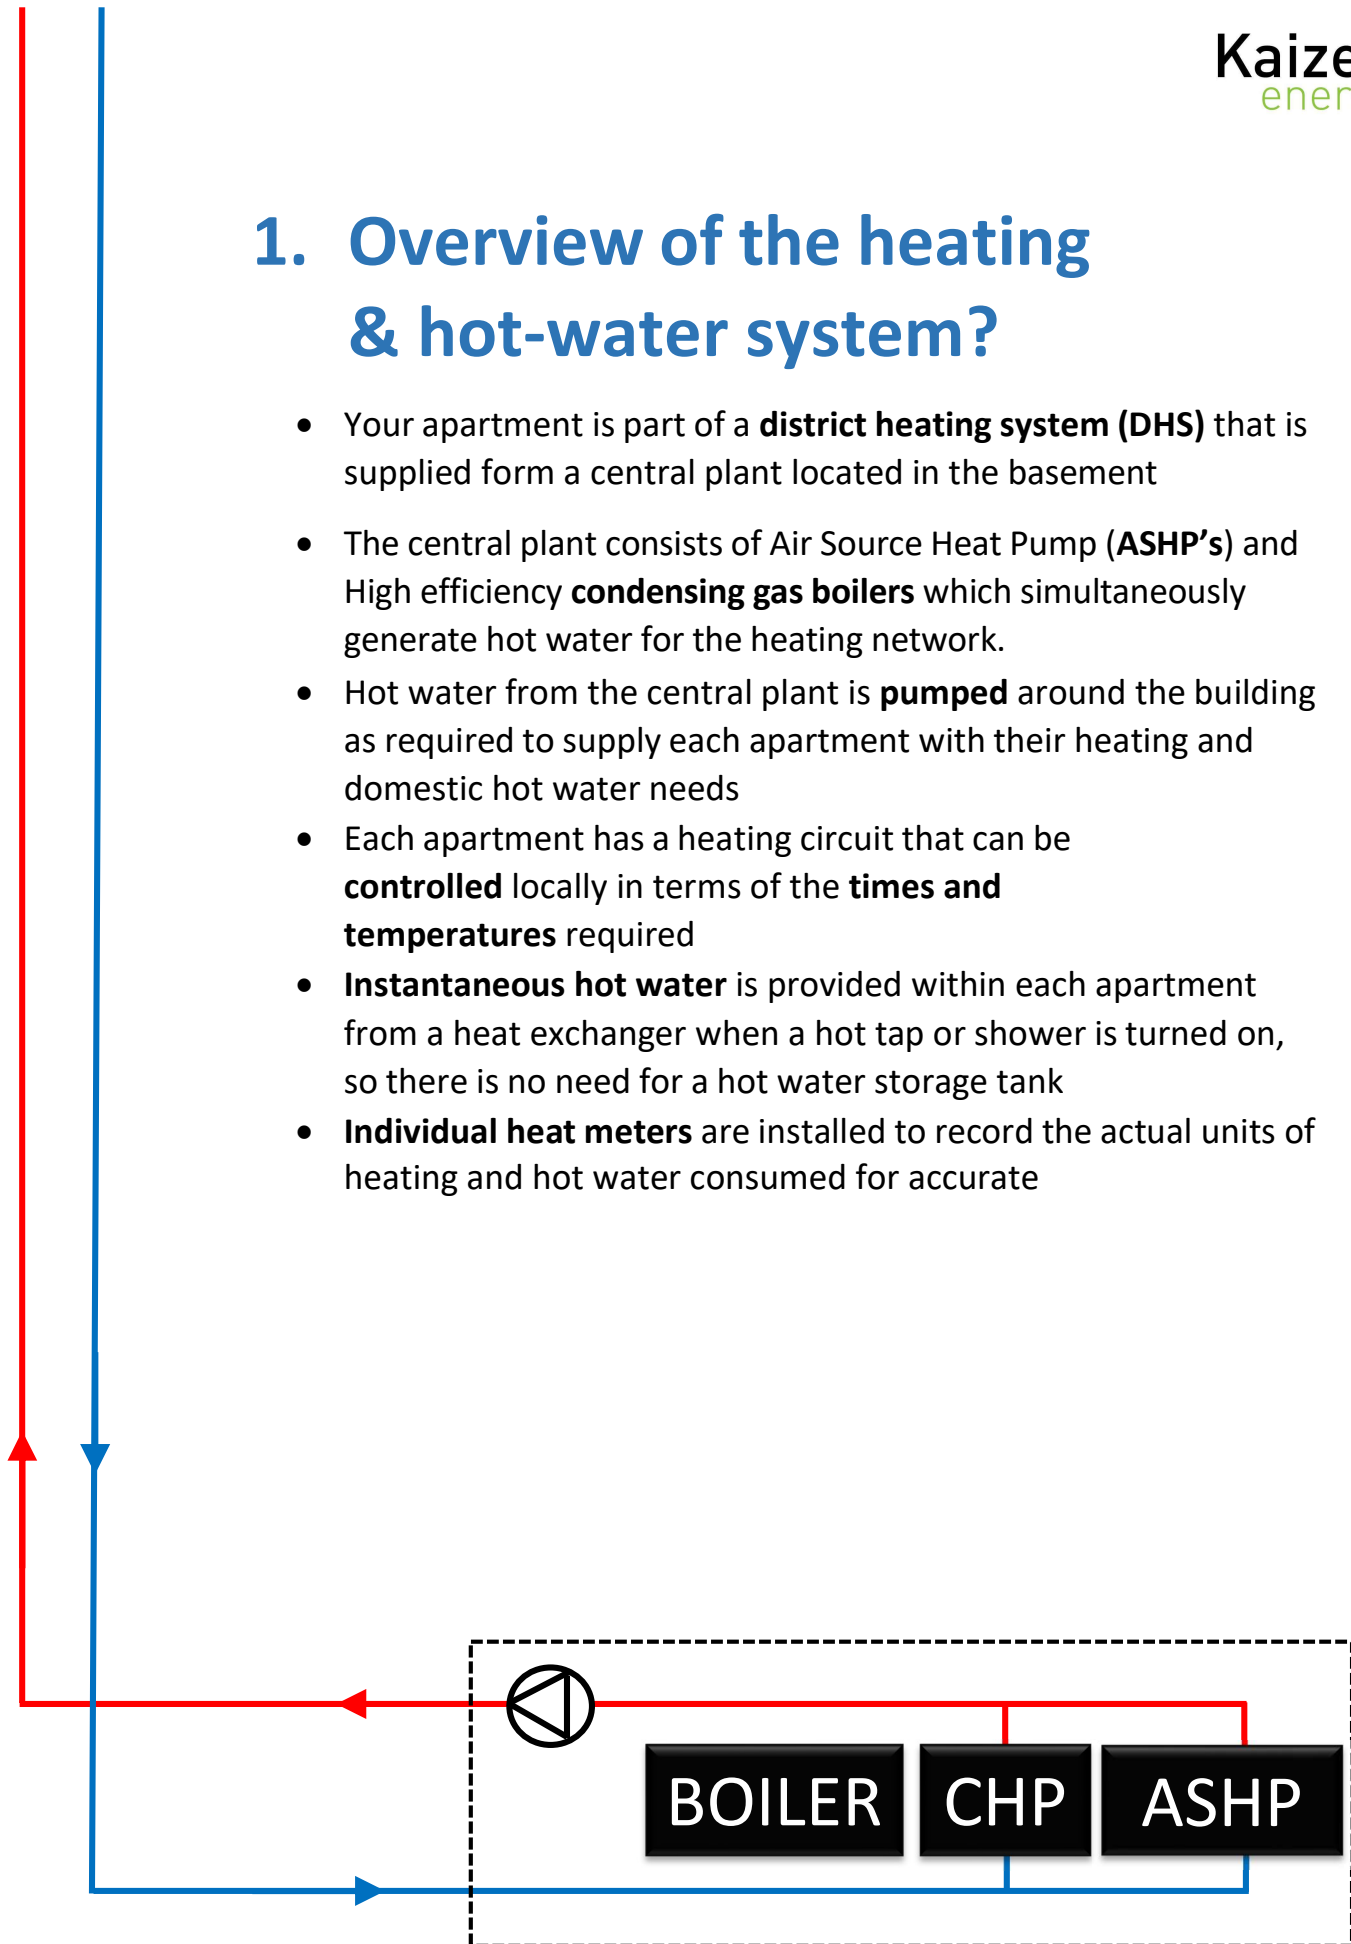 Kaize
ener
1. Overview of the heating
& hot-water system?
• Your apartment is part of a district heating system (DHS) that is
supplied form a central plant located in the basement
• The central plant consists of Air Source Heat Pump (ASHP’s) and
High efficiency condensing gas boilers which simultaneously
generate hot water for the heating network.
• Hot water from the central plant is pumped around the building
as required to supply each apartment with their heating and
domestic hot water needs
• Each apartment has a heating circuit that can be
controlled locally in terms of the times and
temperatures required
• Instantaneous hot water is provided within each apartment
from a heat exchanger when a hot tap or shower is turned on,
so there is no need for a hot water storage tank
• Individual heat meters are installed to record the actual units of
heating and hot water consumed for accurate
BOILER CHP ASHP